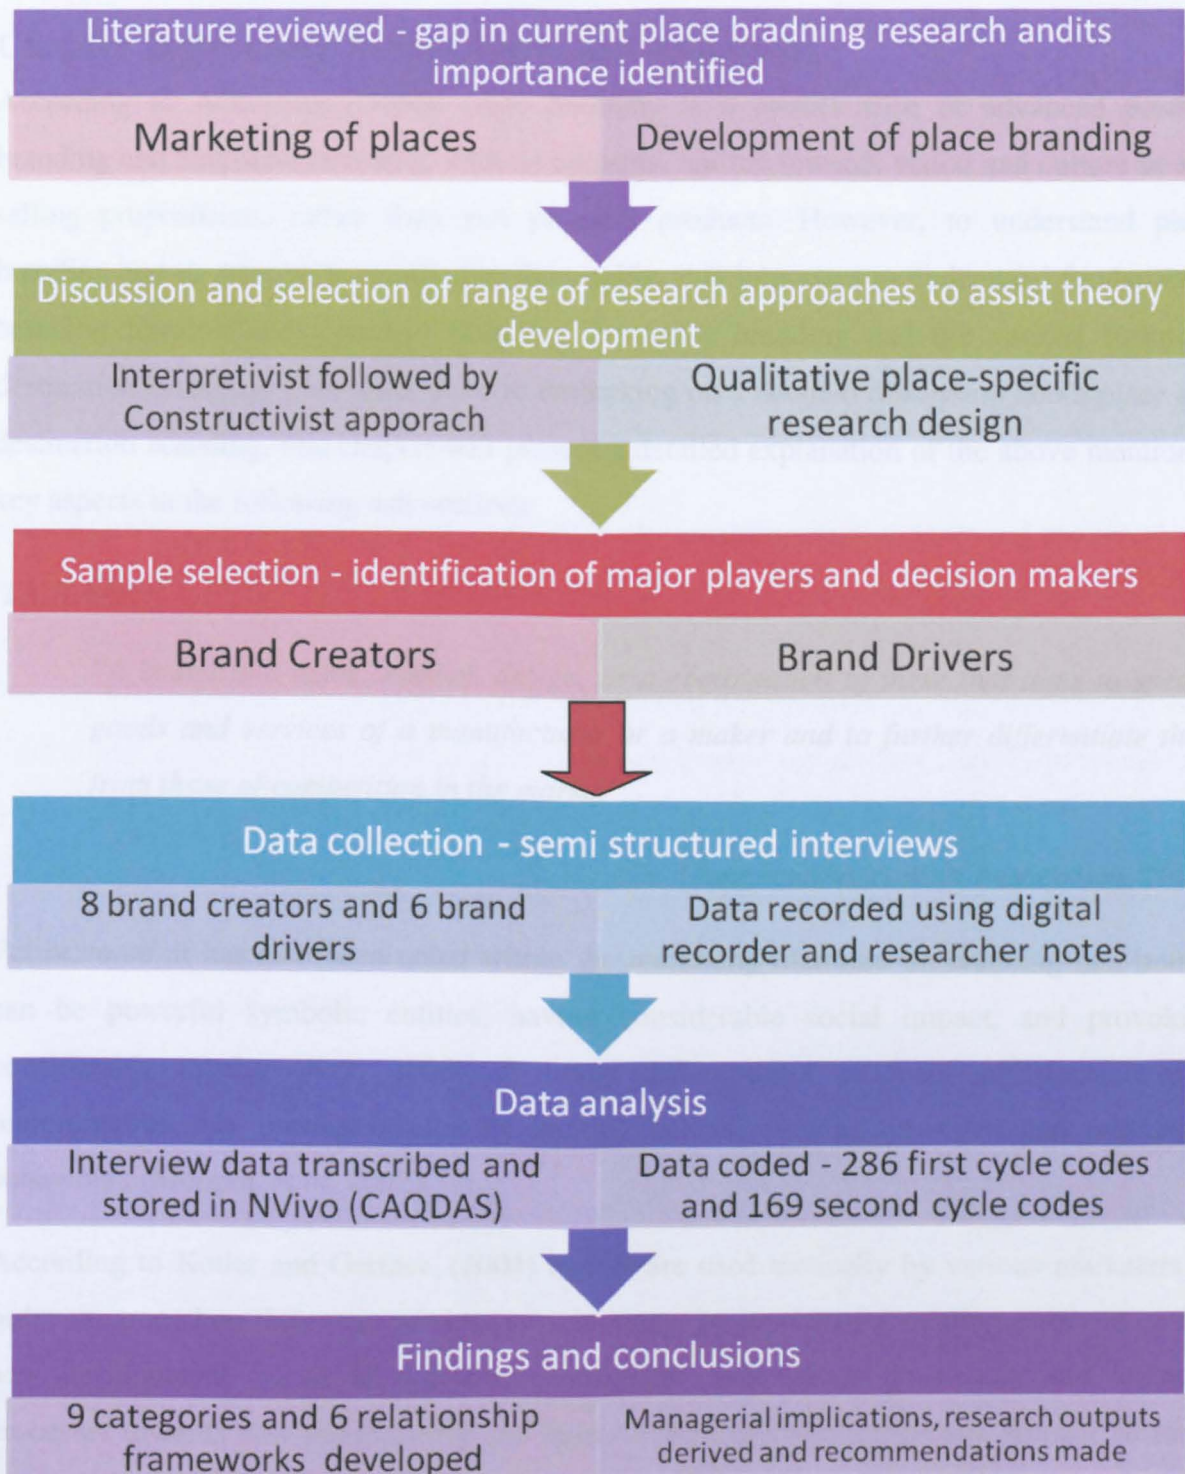 Literature reviewed - gap in current place bradning research andits
importance identified
Marketing of places
Development of place branding
Discussion and selection of range of research approaches to assist theory
development
Interpretivist followed by
Constructivist apporach
Qualitative place-specific
research design
Sample selection - identification of major players and decision makers
Brand Creators
Brand Drivers
Data collection - semi structured interviews
8 brand creators and 6 brand
drivers
Data recorded using digital
recorder and researcher notes
Data analysis
Interview data transcribed and
stored in NVivo (CAQDAS)
Data coded - 286 first cycle codes
and 169 second cycle codes
Findings and conclusions
9 categories and 6 relationship
frameworks developed
Managerial implications, research outputs
derived and recommendations made